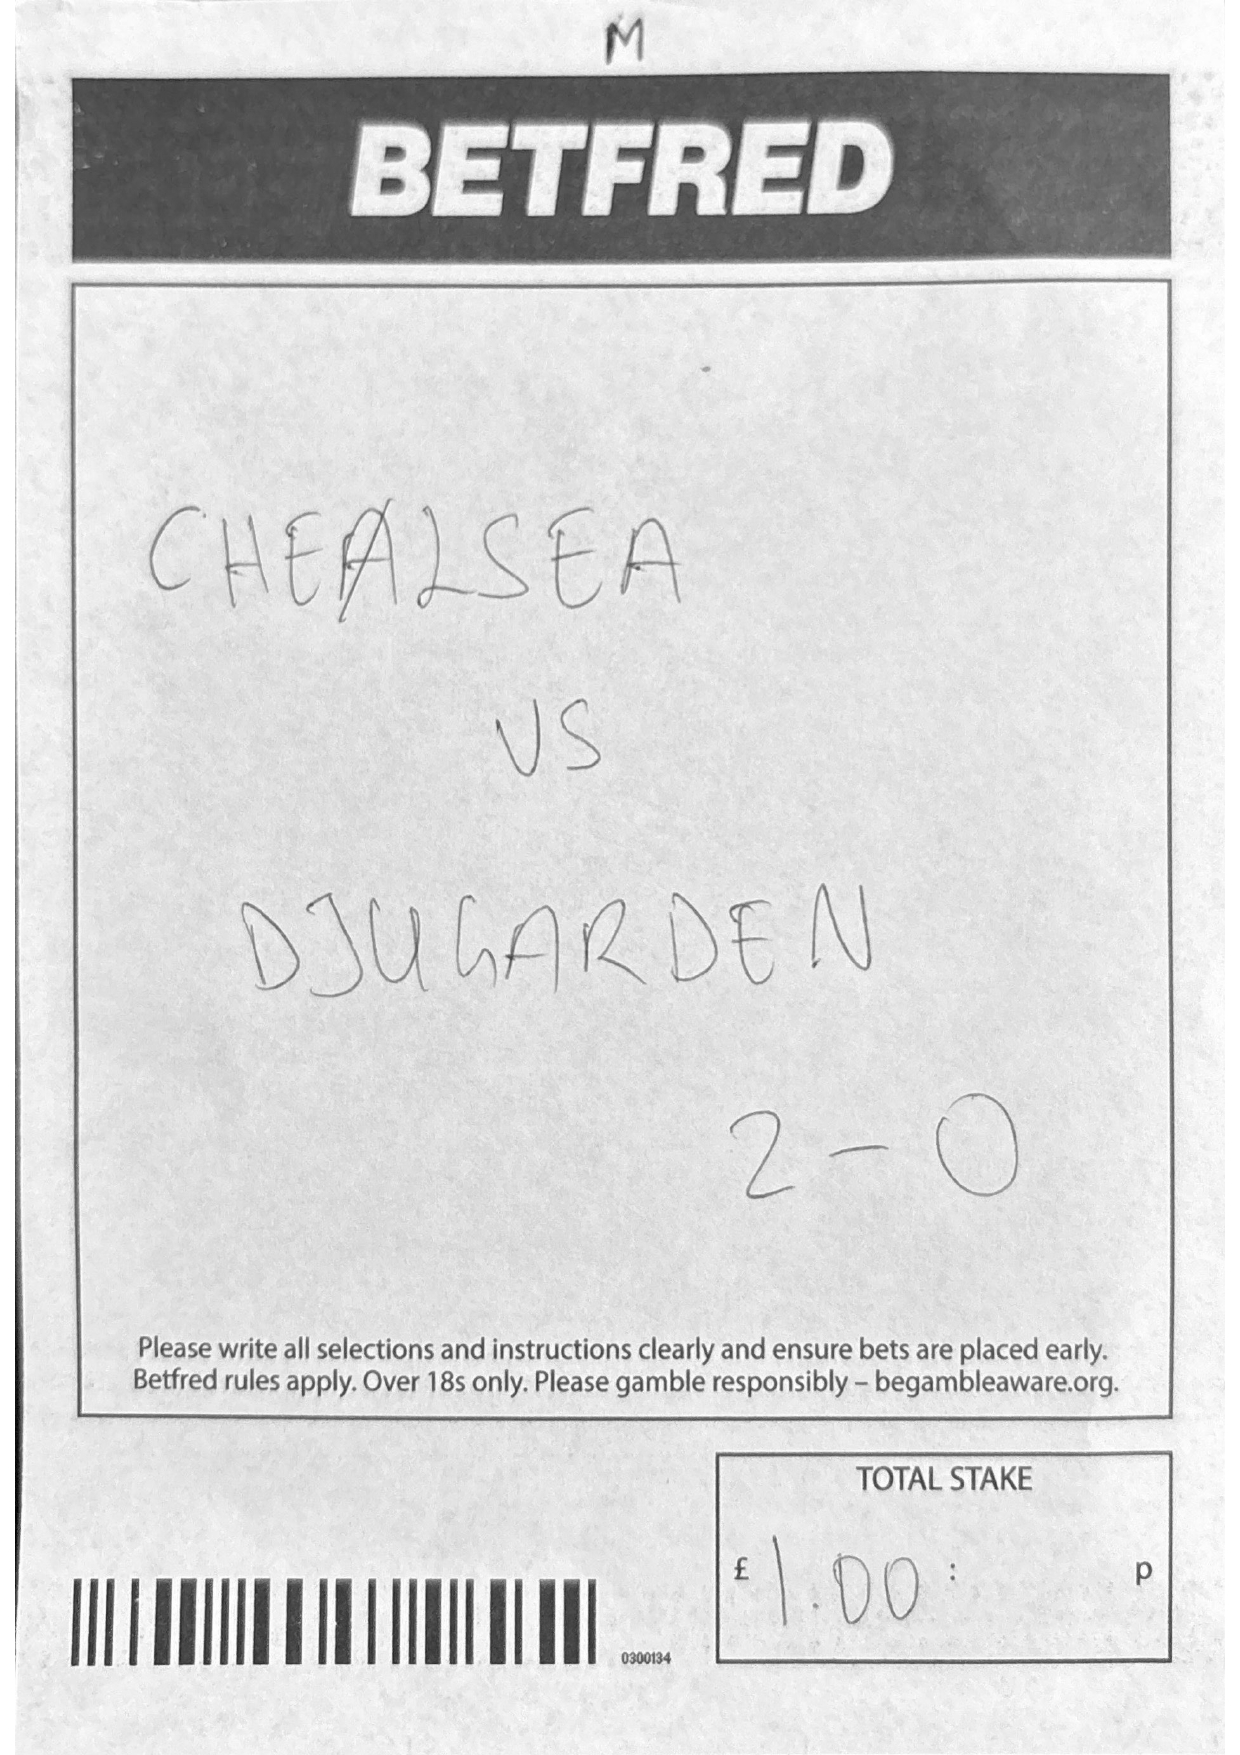 M
BETFRED
CHEALSEA
VS
DJUGARDEN
2-0
Please write all selections and instructions clearly and ensure bets are placed early.
Betfred rules apply. Over 18s only. Please gamble responsibly – begambleaware.org.
TOTAL STAKE
£ 1.00 : p
0300134